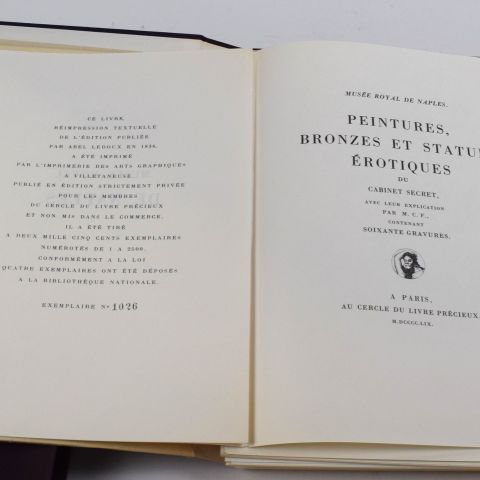 CE LIVRE,
RÉIMPRESSION TEXTUELLE
DE L'ÉDITION PUBLIÉE
PAR ABEL LEDOUX EN 1836,
A ÉTÉ IMPRIMÉ
PAR L'IMPRIMERIE DES ARTS GRAPHIQUES
A VILLETANEUSE.
PUBLIÉ EN ÉDITION STRICTEMENT PRIVÉE
POUR LES MEMBRES
DU CERCLE DU LIVRE PRÉCIEUX
ET NON MIS DANS LE COMMERCE,
IL A ÉTÉ TIRÉ
A DEUX MILLE CINQ CENTS EXEMPLAIRES
NUMÉROTÉS DE 1 A 2500.
CONFORMÉMENT A LA LOI
QUATRE EXEMPLAIRES ONT ÉTÉ DÉPOSÉS
A LA BIBLIOTHÈQUE NATIONALE.
EXEMPLAIRE N° 1026
MUSÉE ROYAL DE NAPLES.
PEINTURES,
BRONZES ET STATU
ÉROTIQUES
DU
CABINET SECRET,
AVEC LEUR EXPLICATION
PAR M. C. F.,
CONTENANT
SOIXANTE GRAVURES.
A PARIS,
AU CERCLE DU LIVRE PRÉCIEUX
M.DCCCC.LIX.